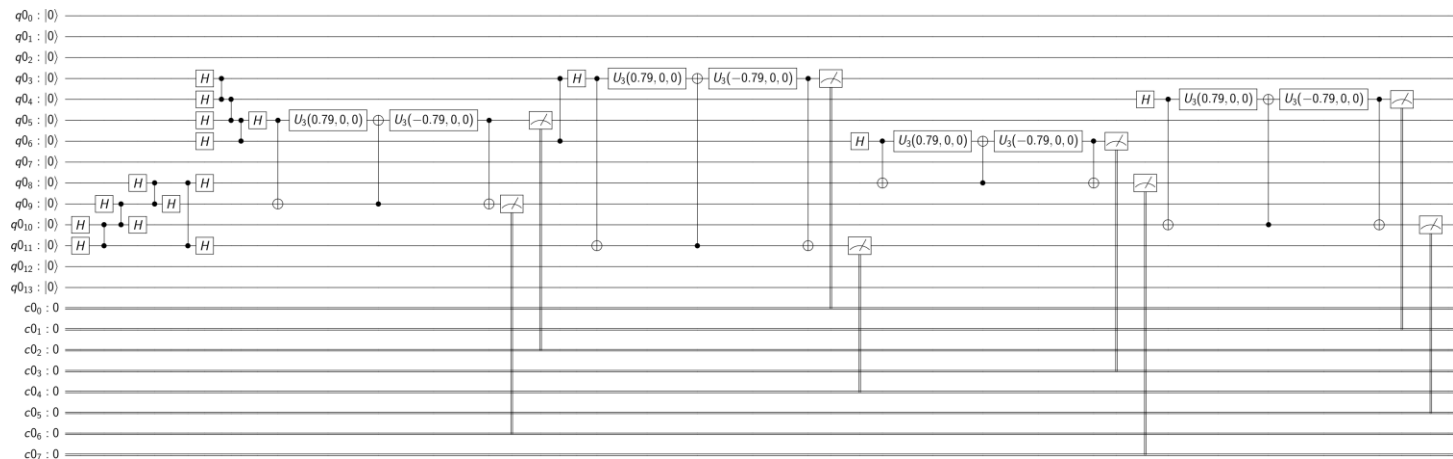 q0₀ : |0⟩
q0₁ : |0⟩
q0₂ : |0⟩
q0₃ : |0⟩ H H U₃(0.79, 0, 0) U₃(−0.79, 0, 0)
q0₄ : |0⟩ H H U₃(0.79, 0, 0) U₃(−0.79, 0, 0)
q0₅ : |0⟩ H H U₃(0.79, 0, 0) U₃(−0.79, 0, 0)
q0₆ : |0⟩ H H U₃(0.79, 0, 0) U₃(−0.79, 0, 0)
q0₇ : |0⟩
q0₈ : |0⟩ H H
q0₉ : |0⟩ H H
q0₁₀ : |0⟩ H H
q0₁₁ : |0⟩ H H
q0₁₂ : |0⟩
q0₁₃ : |0⟩
c0₀ : 0
c0₁ : 0
c0₂ : 0
c0₃ : 0
c0₄ : 0
c0₅ : 0
c0₆ : 0
c0₇ : 0